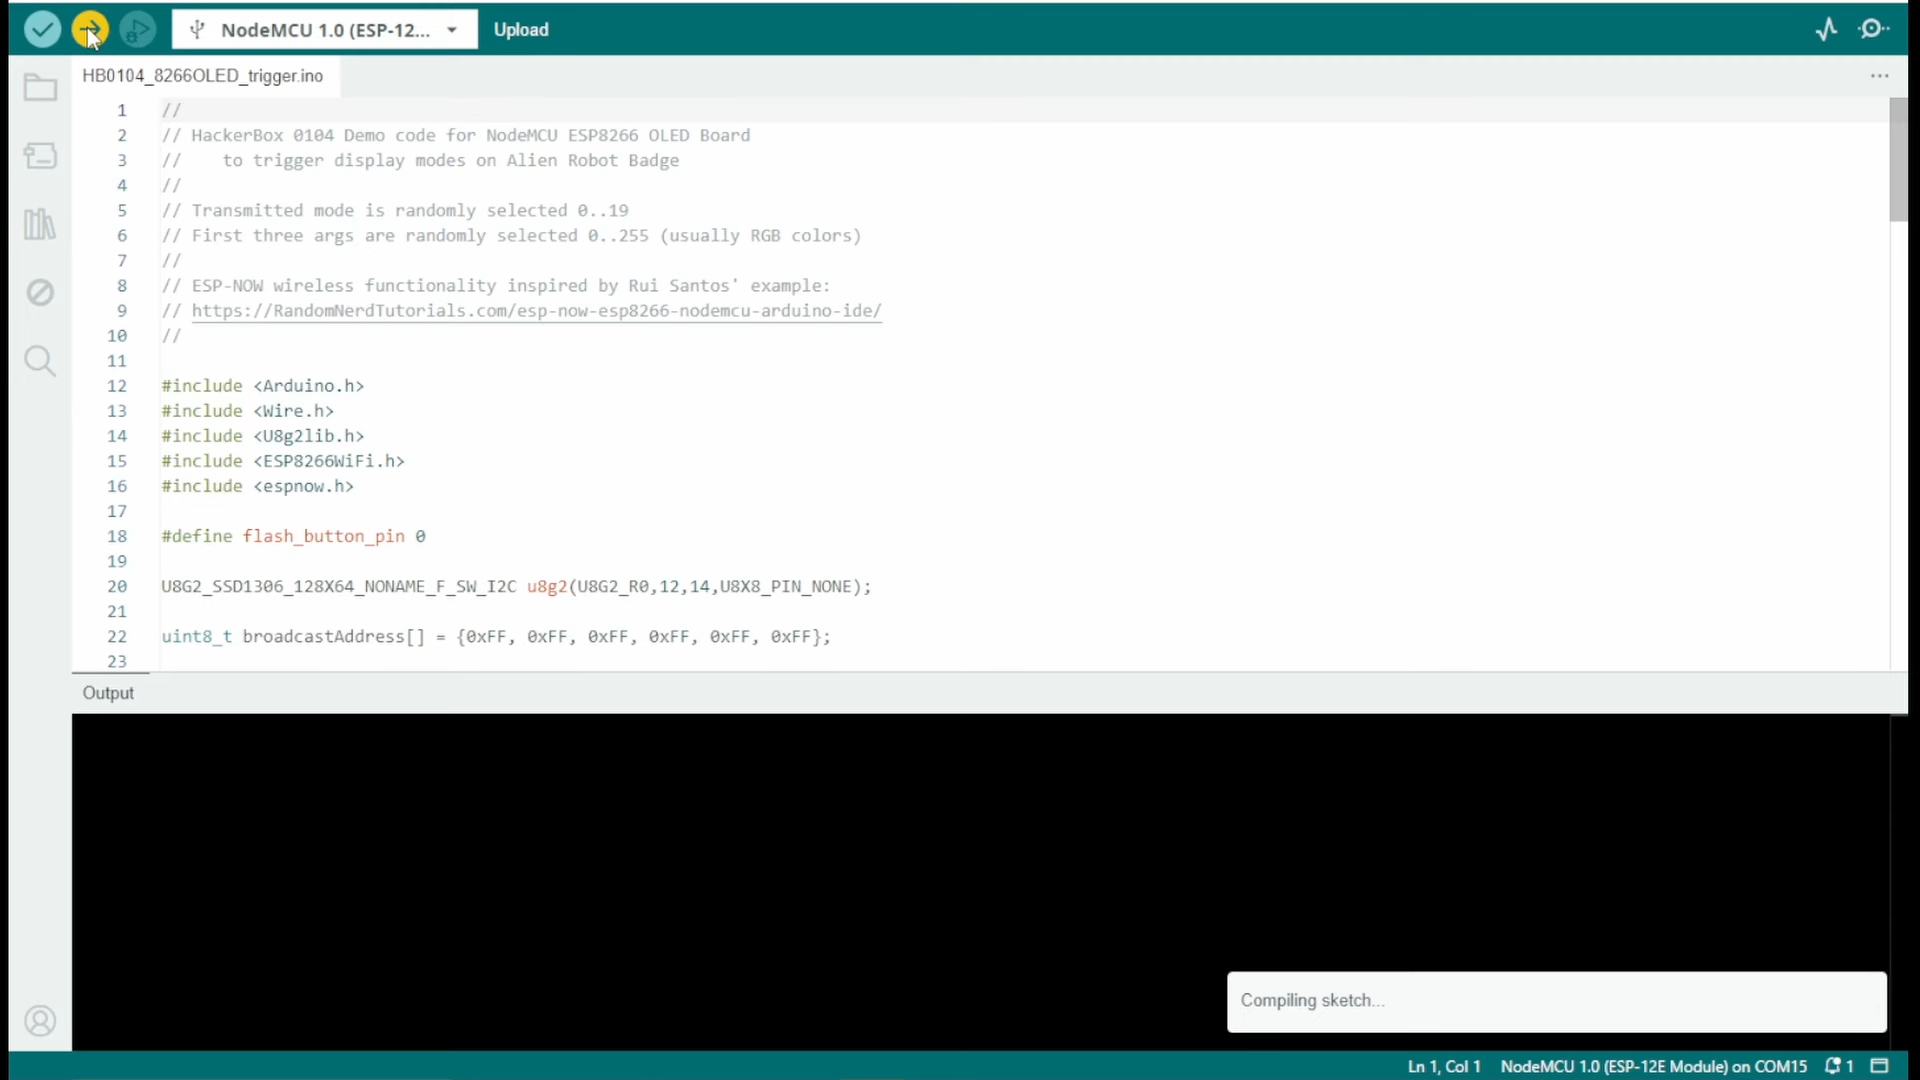 NodeMCU 1.0 (ESP-12...
Upload
HB0104_8266OLED_trigger.ino
...
1 //
2 // HackerBox 0104 Demo code for NodeMCU ESP8266 OLED Board
3 //    to trigger display modes on Alien Robot Badge
4 //
5 // Transmitted mode is randomly selected 0..19
6 // First three args are randomly selected 0..255 (usually RGB colors)
7 //
8 // ESP-NOW wireless functionality inspired by Rui Santos' example:
9 // https://RandomNerdTutorials.com/esp-now-esp8266-nodemcu-arduino-ide/
10 //
11
12 #include <Arduino.h>
13 #include <Wire.h>
14 #include <U8g2lib.h>
15 #include <ESP8266WiFi.h>
16 #include <espnow.h>
17
18 #define flash_button_pin 0
19
20 U8G2_SSD1306_128X64_NONAME_F_SW_I2C u8g2(U8G2_R0,12,14,U8X8_PIN_NONE);
21
22 uint8_t broadcastAddress[] = {0xFF, 0xFF, 0xFF, 0xFF, 0xFF, 0xFF};
23
Output
Compiling sketch...
Ln 1, Col 1 NodeMCU 1.0 (ESP-12E Module) on COM15 1